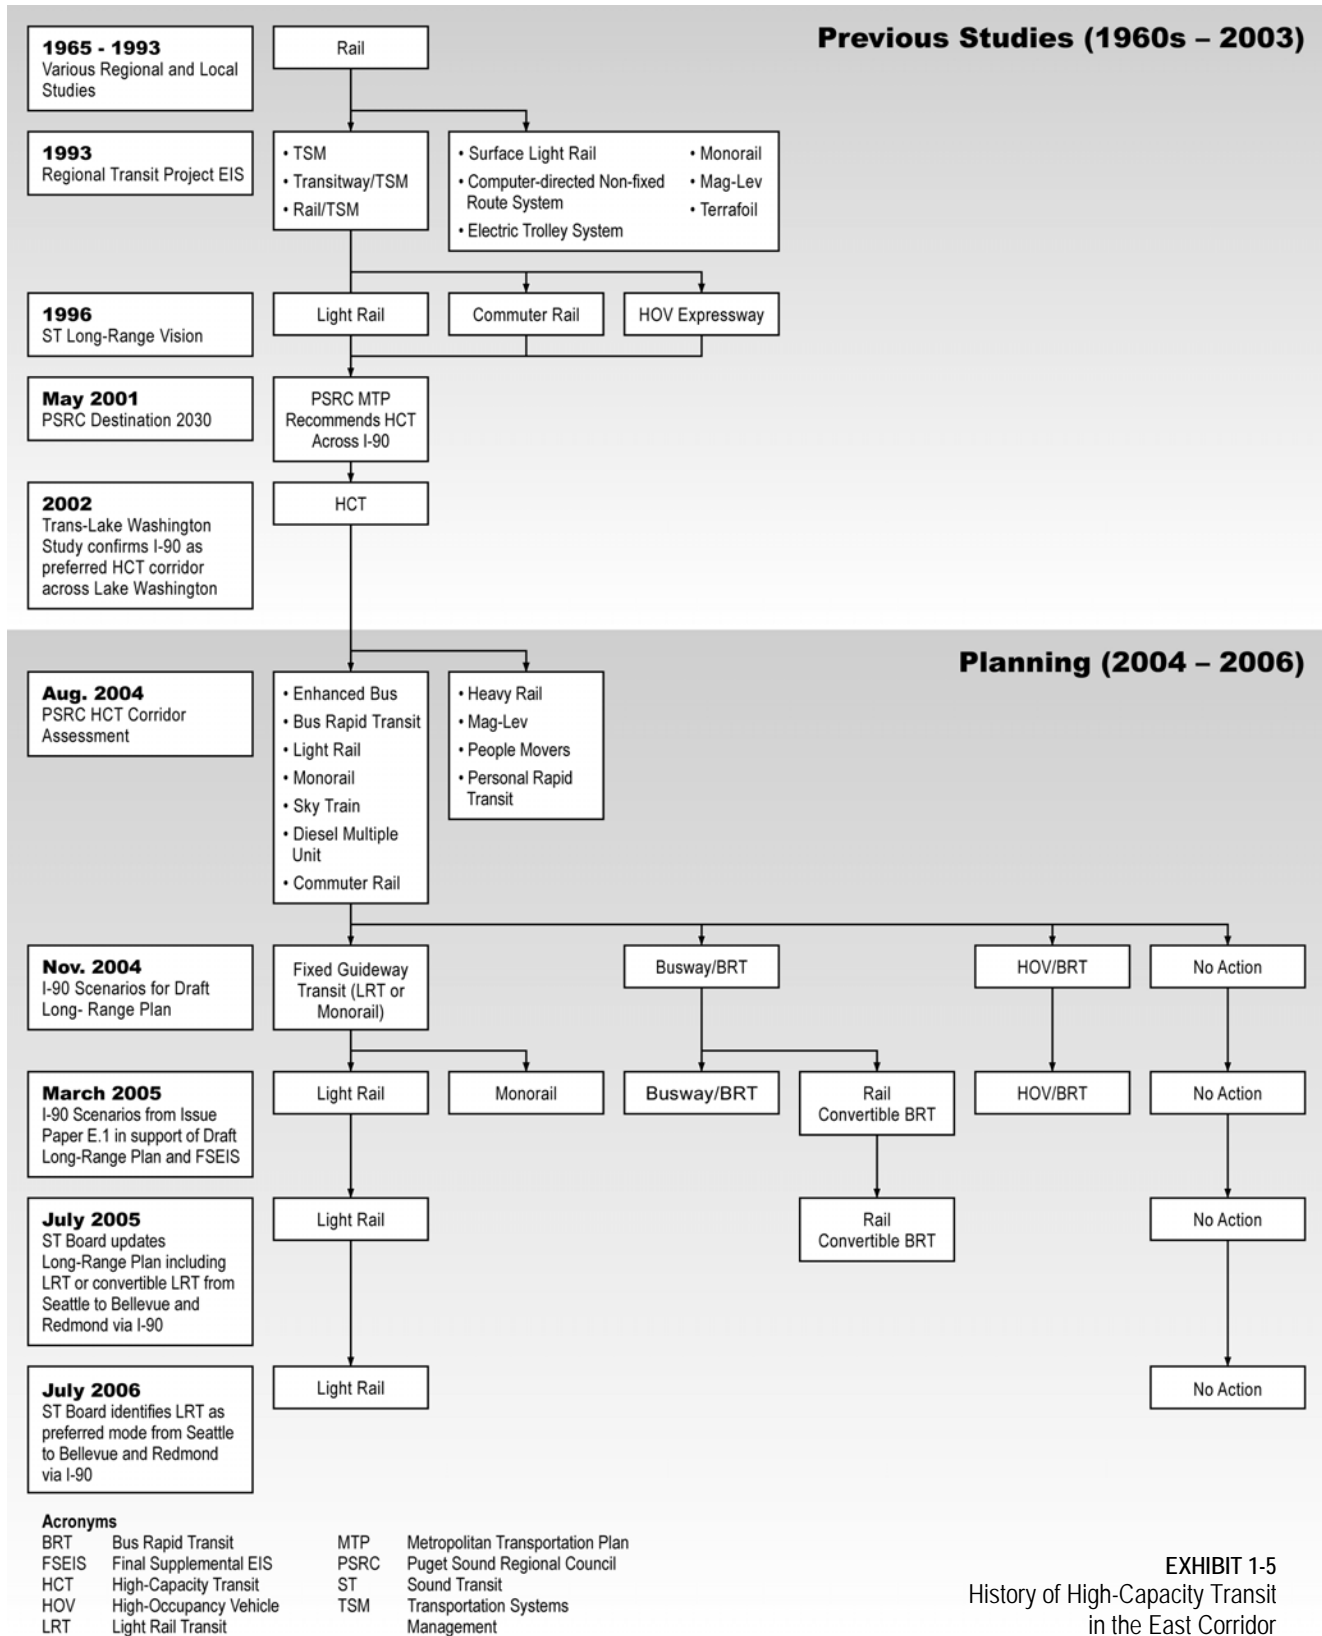 Previous Studies (1960s – 2003)
1965 - 1993
Various Regional and Local
Studies
Rail
1993
Regional Transit Project EIS
• TSM
• Transitway/TSM
• Rail/TSM
• Surface Light Rail
• Computer-directed Non-fixed
Route System
• Electric Trolley System
• Monorail
• Mag-Lev
• Terrafoil
1996
ST Long-Range Vision
Light Rail
Commuter Rail
HOV Expressway
May 2001
PSRC Destination 2030
PSRC MTP
Recommends HCT
Across I-90
2002
Trans-Lake Washington
Study confirms I-90 as
preferred HCT corridor
across Lake Washington
HCT
Planning (2004 – 2006)
Aug. 2004
PSRC HCT Corridor
Assessment
• Enhanced Bus
• Bus Rapid Transit
• Light Rail
• Monorail
• Sky Train
• Diesel Multiple
Unit
• Commuter Rail
• Heavy Rail
• Mag-Lev
• People Movers
• Personal Rapid
Transit
Nov. 2004
I-90 Scenarios for Draft
Long- Range Plan
Fixed Guideway
Transit (LRT or
Monorail)
Busway/BRT
HOV/BRT
No Action
March 2005
I-90 Scenarios from Issue
Paper E.1 in support of Draft
Long-Range Plan and FSEIS
Light Rail
Monorail
Busway/BRT
Rail
Convertible BRT
HOV/BRT
No Action
July 2005
ST Board updates
Long-Range Plan including
LRT or convertible LRT from
Seattle to Bellevue and
Redmond via I-90
Light Rail
Rail
Convertible BRT
No Action
July 2006
ST Board identifies LRT as
preferred mode from Seattle
to Bellevue and Redmond
via I-90
Light Rail
No Action
Acronyms
BRT Bus Rapid Transit
FSEIS Final Supplemental EIS
HCT High-Capacity Transit
HOV High-Occupancy Vehicle
LRT Light Rail Transit
MTP Metropolitan Transportation Plan
PSRC Puget Sound Regional Council
ST Sound Transit
TSM Transportation Systems
Management
EXHIBIT 1-5
History of High-Capacity Transit
in the East Corridor